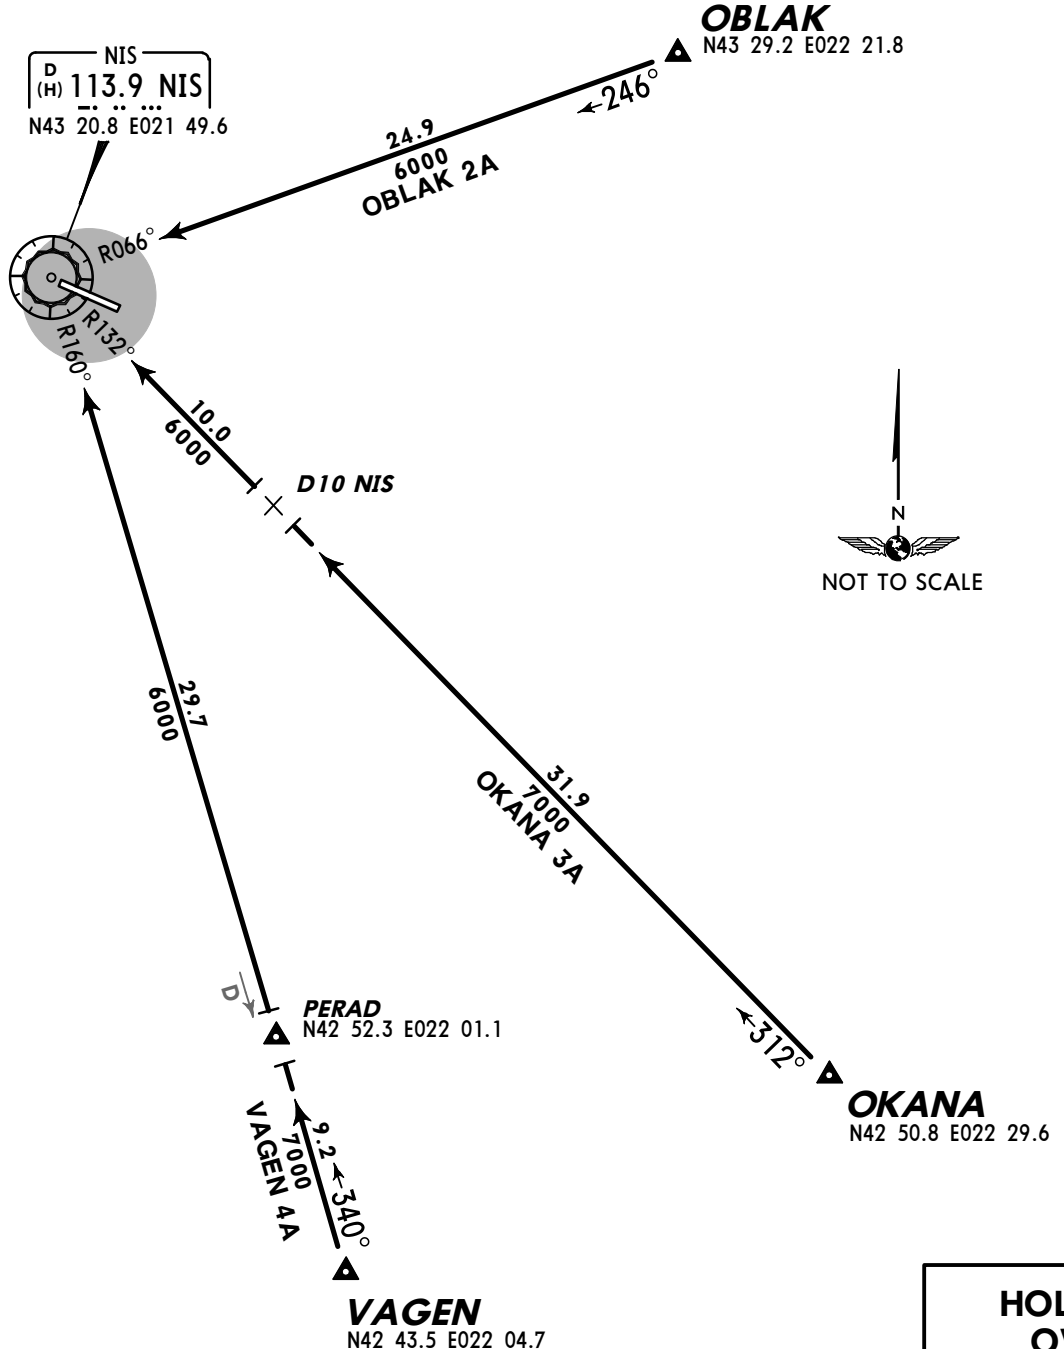 OBLAK
N43 29.2 E022 21.8
NIS
D
(H) 113.9 NIS
N43 20.8 E021 49.6
←246°
24.9
6000
OBLAK 2A
R066°
R132°
R160°
10.0
6000
D10 NIS
N
NOT TO SCALE
29.7
6000
31.9
7000
OKANA 3A
D
PERAD
N42 52.3 E022 01.1
←312°
OKANA
N42 50.8 E022 29.6
9.2
7000
←340°
VAGEN 4A
VAGEN
N42 43.5 E022 04.7